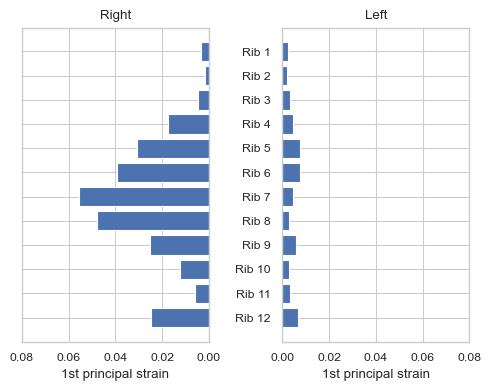 Right Left
Rib 1
Rib 2
Rib 3
Rib 4
Rib 5
Rib 6
Rib 7
Rib 8
Rib 9
Rib 10
Rib 11
Rib 12
0.08 0.06 0.04 0.02 0.00 0.00 0.02 0.04 0.06 0.08
1st principal strain 1st principal strain